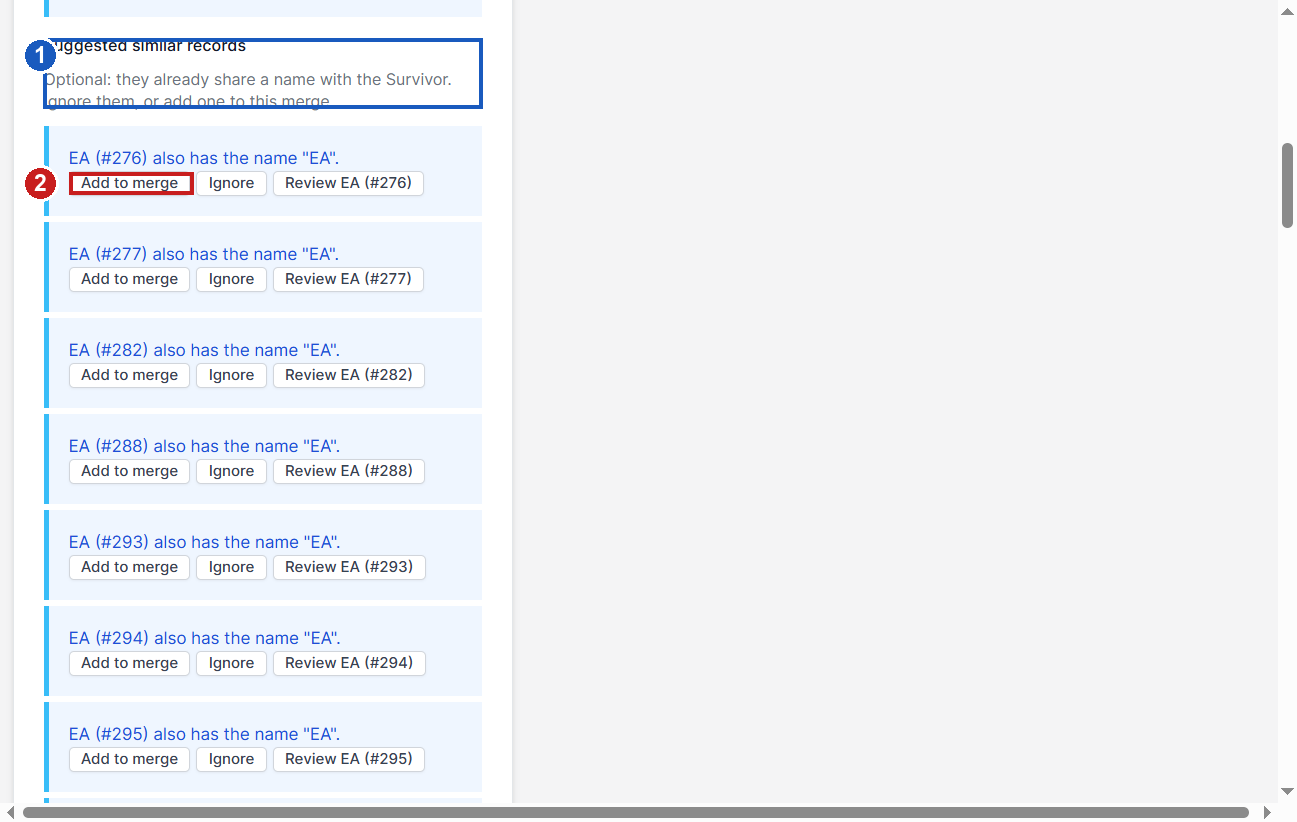 1
uggested similar records
Optional: they already share a name with the Survivor.
Ignore them, or add one to this merge.
EA (#276) also has the name "EA".
2
Add to merge Ignore Review EA (#276)
EA (#277) also has the name "EA".
Add to merge Ignore Review EA (#277)
EA (#282) also has the name "EA".
Add to merge Ignore Review EA (#282)
EA (#288) also has the name "EA".
Add to merge Ignore Review EA (#288)
EA (#293) also has the name "EA".
Add to merge Ignore Review EA (#293)
EA (#294) also has the name "EA".
Add to merge Ignore Review EA (#294)
EA (#295) also has the name "EA".
Add to merge Ignore Review EA (#295)